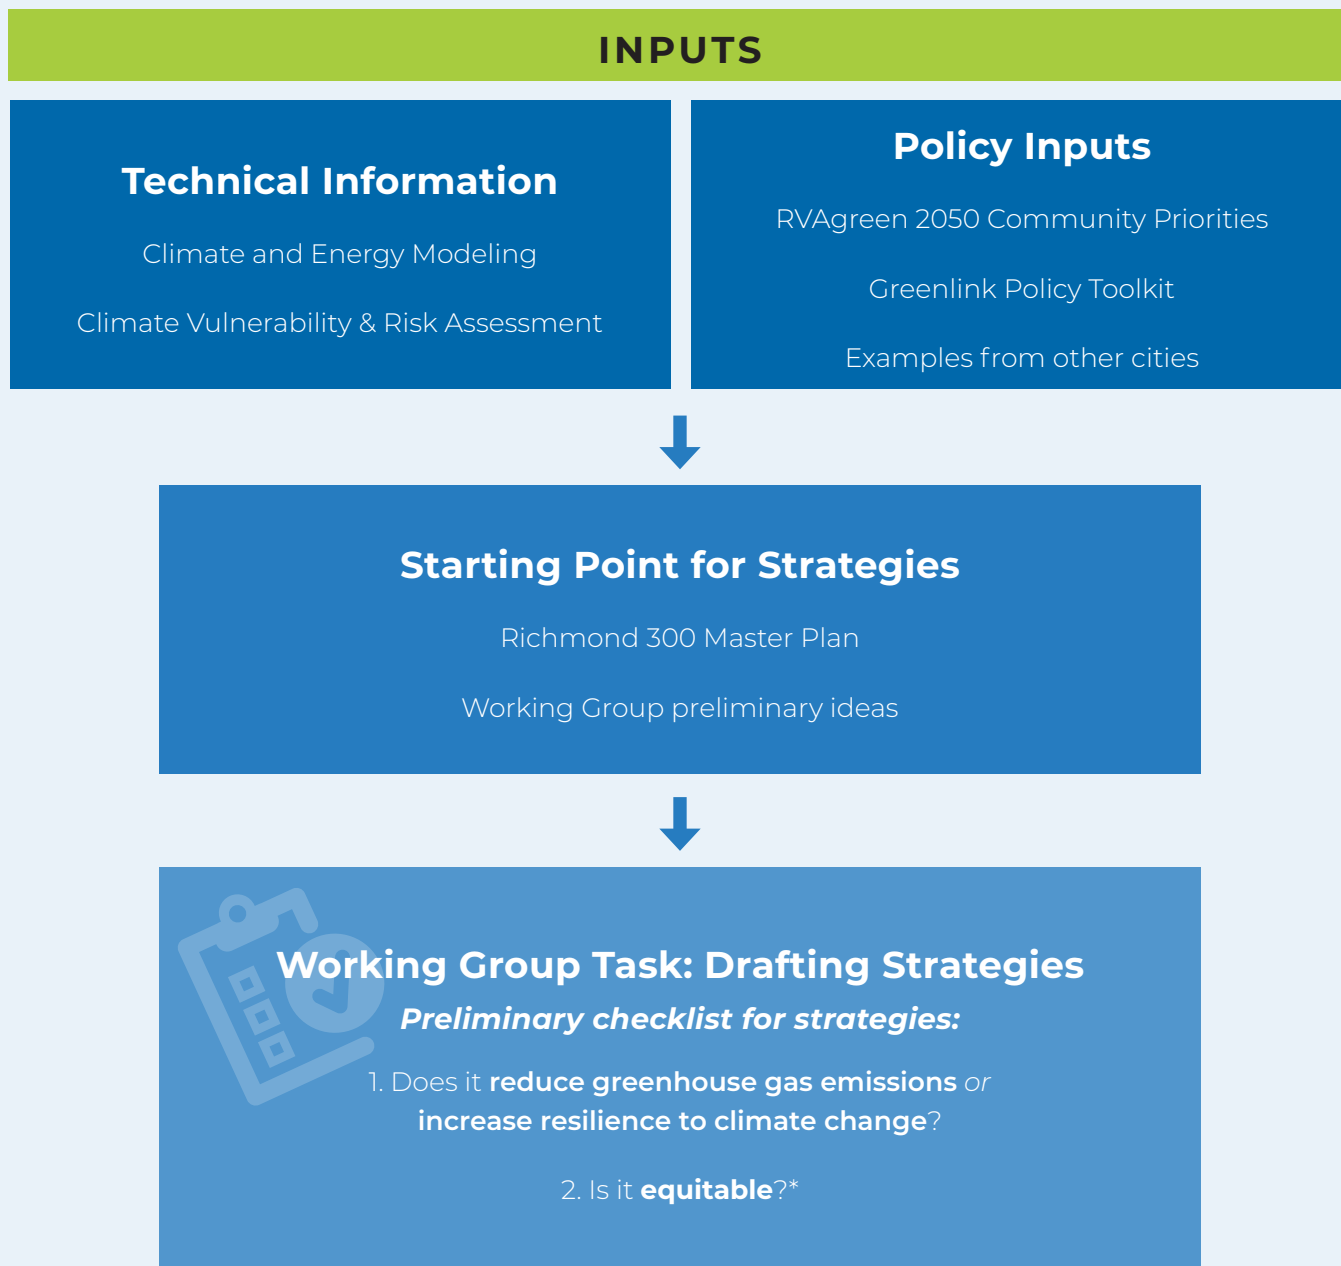 INPUTS
Technical Information
Climate and Energy Modeling
Climate Vulnerability & Risk Assessment
Policy Inputs
RVAgreen 2050 Community Priorities
Greenlink Policy Toolkit
Examples from other cities
Starting Point for Strategies
Richmond 300 Master Plan
Working Group preliminary ideas
Working Group Task: Drafting Strategies
Preliminary checklist for strategies:
1. Does it reduce greenhouse gas emissions or
increase resilience to climate change?
2. Is it equitable?*